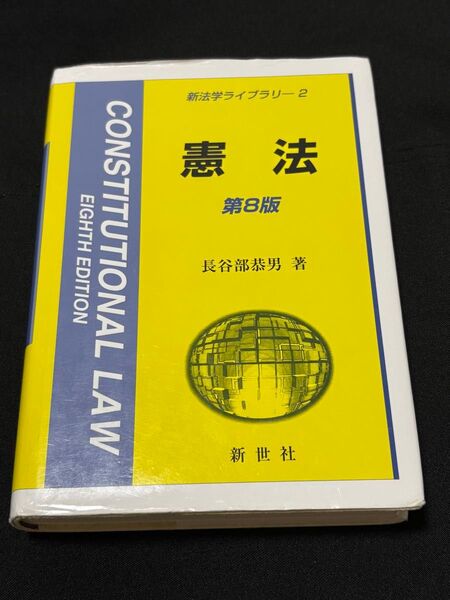 新法学ライブラリ―2
憲 法
第8版
長谷部恭男 著
新世社
CONSTITUTIONAL LAW
EIGHTH EDITION